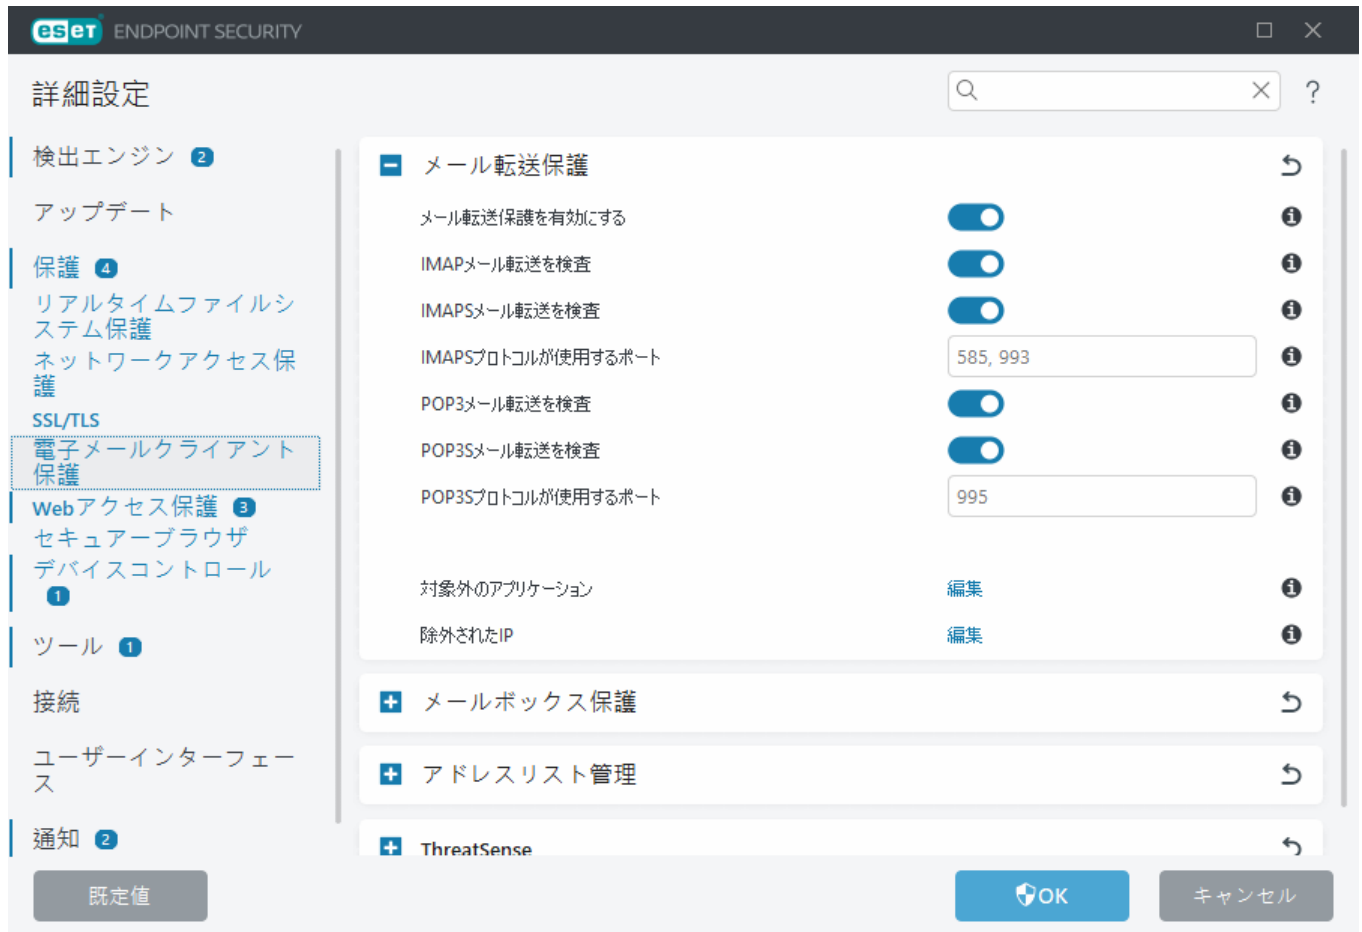 eset ENDPOINT SECURITY
詳細設定
?
検出エンジン 2
アップデート
保護 4
リアルタイムファイルシ
ステム保護
ネットワークアクセス保
護
SSL/TLS
電子メールクライアント
保護
Webアクセス保護 3
セキュアーブラウザ
デバイスコントロール
1
ツール 1
接続
ユーザーインターフェー
ス
通知 2
メール転送保護
メール転送保護を有効にする
IMAPメール転送を検査
IMAPSメール転送を検査
IMAPSプロトコルが使用するポート 585, 993
POP3メール転送を検査
POP3Sメール転送を検査
POP3Sプロトコルが使用するポート 995
対象外のアプリケーション 編集
除外されたIP 編集
メールボックス保護
アドレスリスト管理
ThreatSense
既定値
OK
キャンセル